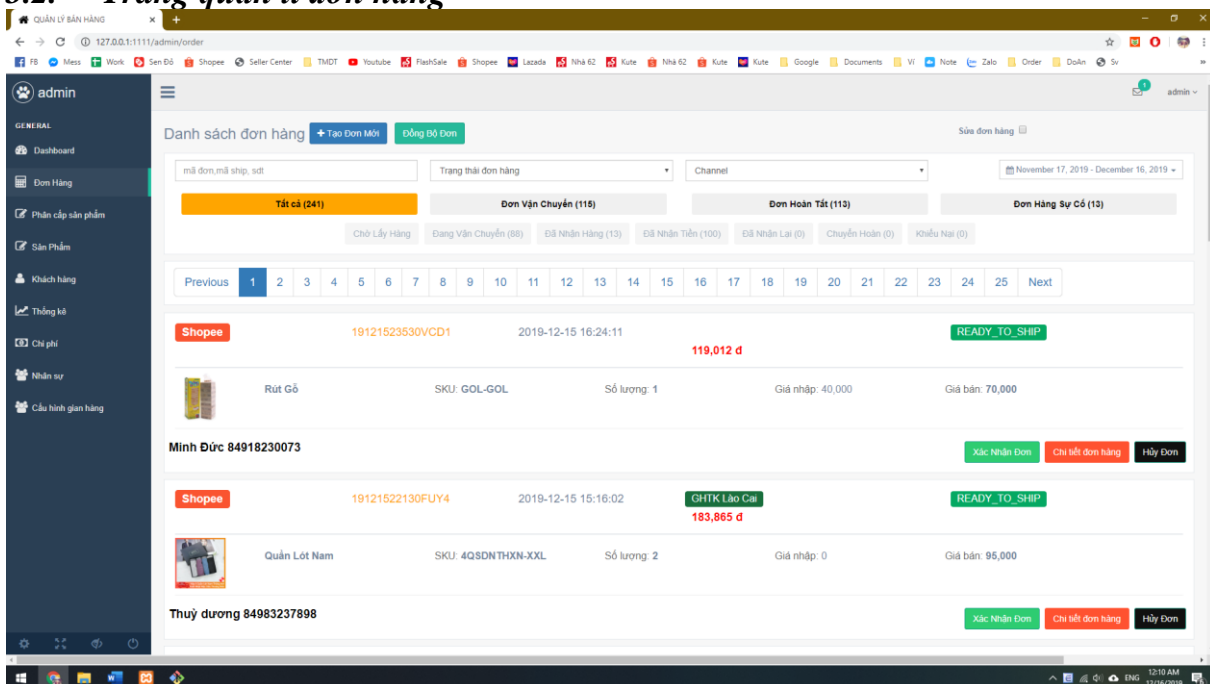 3.2. Trang quản lí đơn hàng
QUẢN LÝ BÁN HÀNG
127.0.0.1:1111/admin/order
FB Mess Work Sen Đỏ Shopee Seller Center TMDT Youtube FlashSale Shopee Lazada Nhà 62 Kute Nhà 62 Kute Kute Google Documents Ví Note Zalo Order DoAn Sv
admin
1
admin
GENERAL
Dashboard
Đơn Hàng
Phân cấp sản phẩm
Sản Phẩm
Khách hàng
Thống kê
Chi phí
Nhân sự
Cấu hình gian hàng
Danh sách đơn hàng + Tạo Đơn Mới Đồng Bộ Đơn Sửa đơn hàng
mã đơn,mã ship, sdt Trạng thái đơn hàng Channel November 17, 2019 - December 16, 2019
Tất cả (241) Đơn Vận Chuyển (115) Đơn Hoàn Tất (113) Đơn Hàng Sự Cố (13)
Chờ Lấy Hàng Đang Vận Chuyển (88) Đã Nhận Hàng (13) Đã Nhận Tiền (100) Đã Nhận Lại (0) Chuyển Hoàn (0) Khiếu Nại (0)
Previous 1 2 3 4 5 6 7 8 9 10 11 12 13 14 15 16 17 18 19 20 21 22 23 24 25 Next
Shopee 19121523530VCD1 2019-12-15 16:24:11 READY_TO_SHIP
119,012 đ
Rút Gỗ SKU: GOL-GOL Số lượng: 1 Giá nhập: 40,000 Giá bán: 70,000
Minh Đức 84918230073 Xác Nhận Đơn Chi tiết đơn hàng Hủy Đơn
Shopee 19121522130FUY4 2019-12-15 15:16:02 GHTK Lào Cai READY_TO_SHIP
183,865 đ
Quần Lót Nam SKU: 4QSDNTHXN-XXL Số lượng: 2 Giá nhập: 0 Giá bán: 95,000
Thuỳ dương 84983237898 Xác Nhận Đơn Chi tiết đơn hàng Hủy Đơn
ENG 12:10 AM
12/16/2019